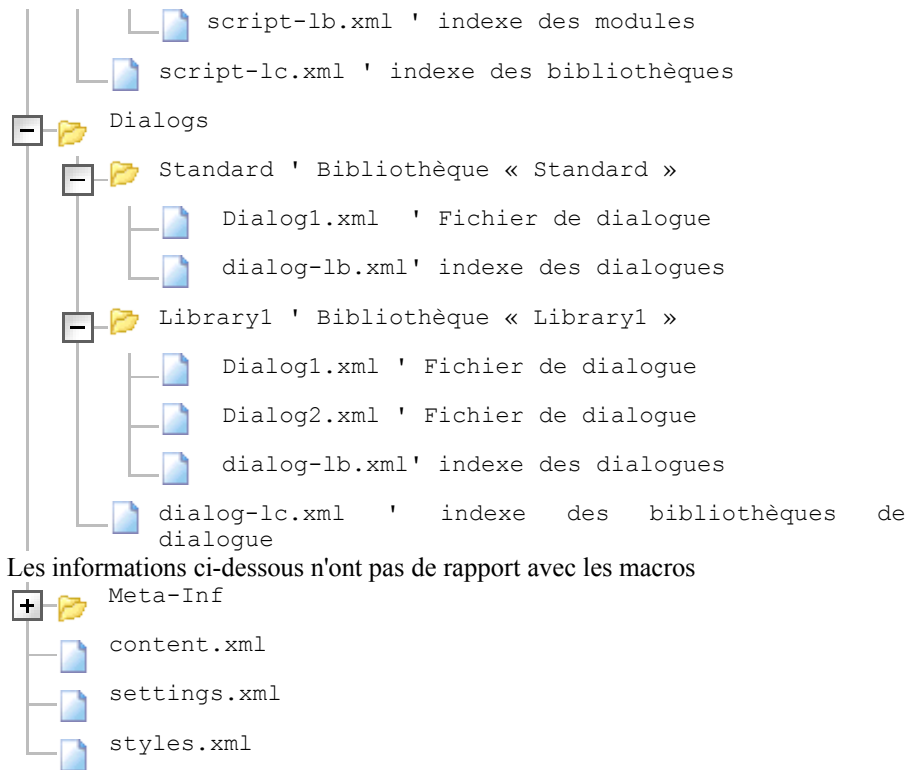 script-lb.xml ' indexe des modules
script-lc.xml ' indexe des bibliothèques
Dialogs
Standard ' Bibliothèque « Standard »
Dialog1.xml ' Fichier de dialogue
dialog-lb.xml' indexe des dialogues
Library1 ' Bibliothèque « Library1 »
Dialog1.xml ' Fichier de dialogue
Dialog2.xml ' Fichier de dialogue
dialog-lb.xml' indexe des dialogues
dialog-lc.xml ' indexe des bibliothèques de
dialogue
Les informations ci-dessous n'ont pas de rapport avec les macros
Meta-Inf
content.xml
settings.xml
styles.xml